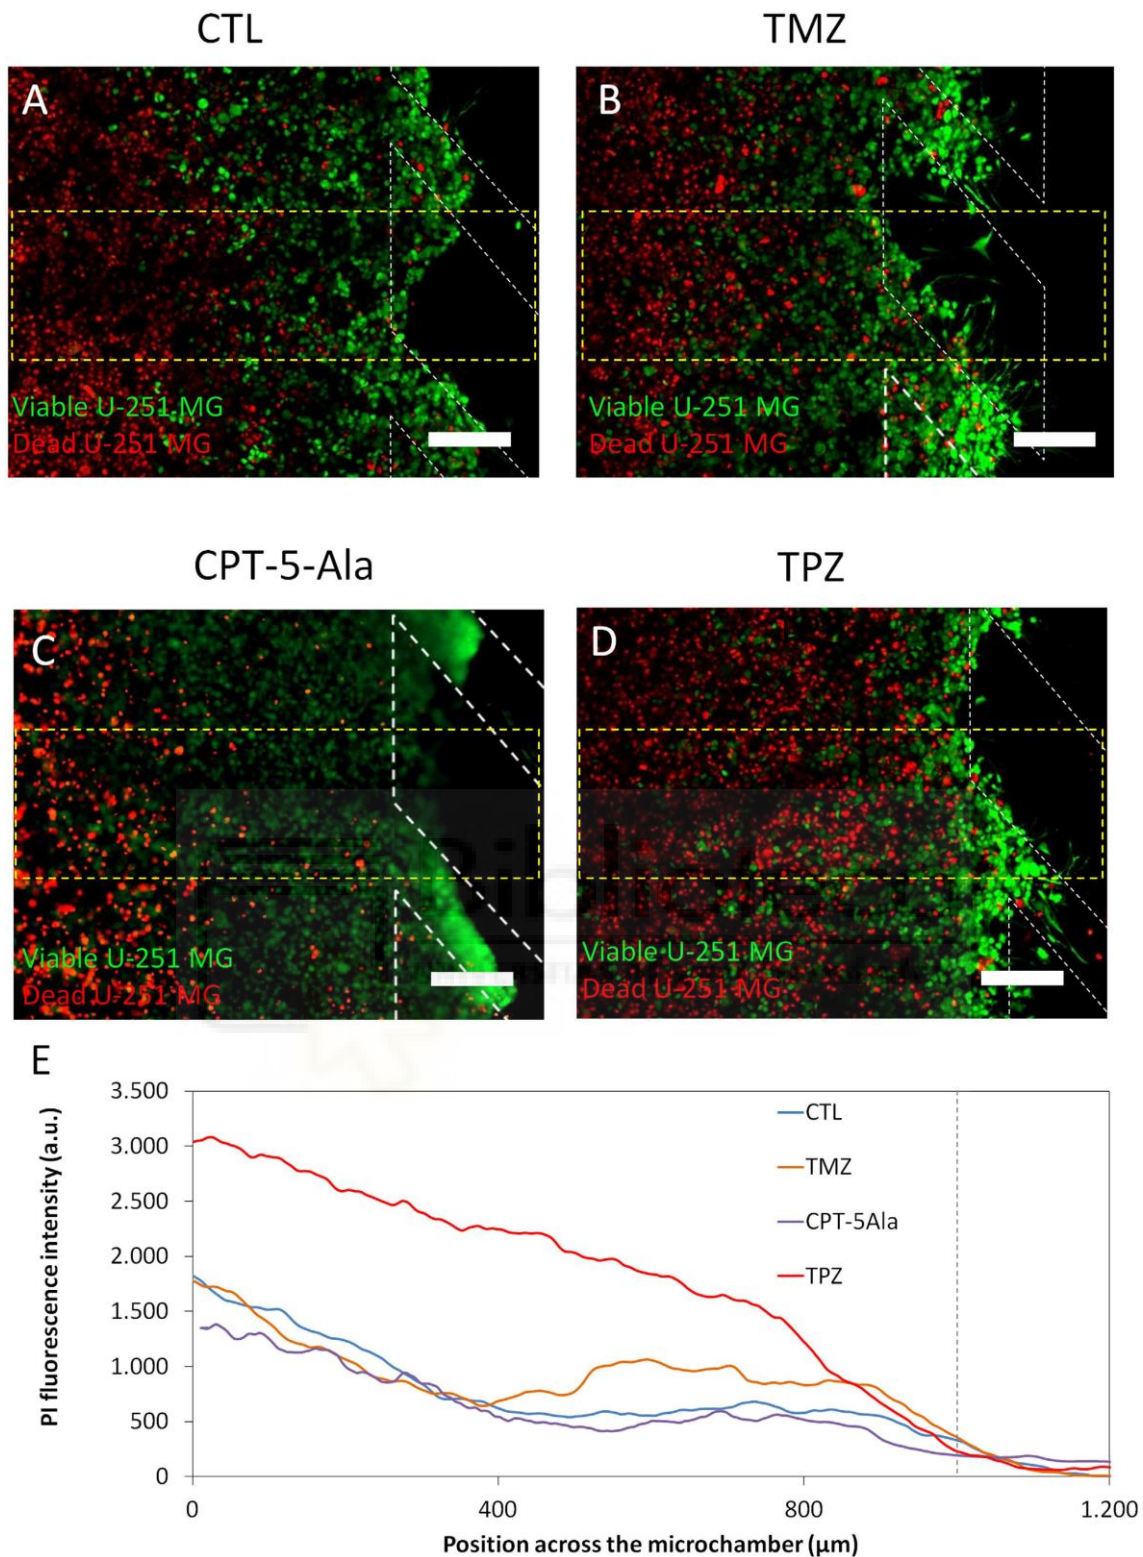 CTL
TMZ
A
B
Viable U-251 MG
Dead U-251 MG
Viable U-251 MG
Dead U-251 MG
CPT-5-Ala
TPZ
C
D
Viable U-251 MG
Dead U-251 MG
Viable U-251 MG
Dead U-251 MG
E
PI fluorescence intensity (a.u.)
3.500
3.000
2.500
2.000
1.500
1.000
500
0
CTL
TMZ
CPT-5Ala
TPZ
0
400
800
1.200
Position across the microchamber (µm)